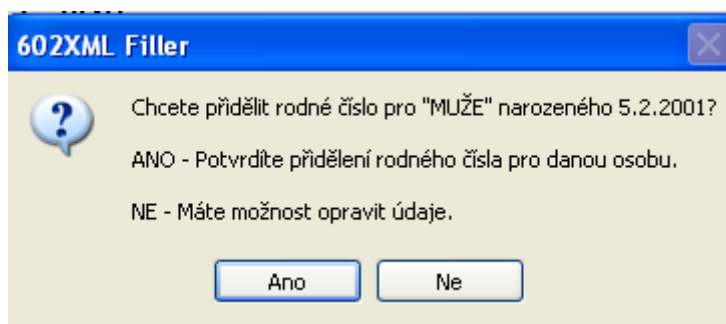 602XML Filler
Chcete přidělit rodné číslo pro "MUŽE" narozeného 5.2.2001?
ANO - Potvrdíte přidělení rodného čísla pro danou osobu.
NE - Máte možnost opravit údaje.
Ano
Ne